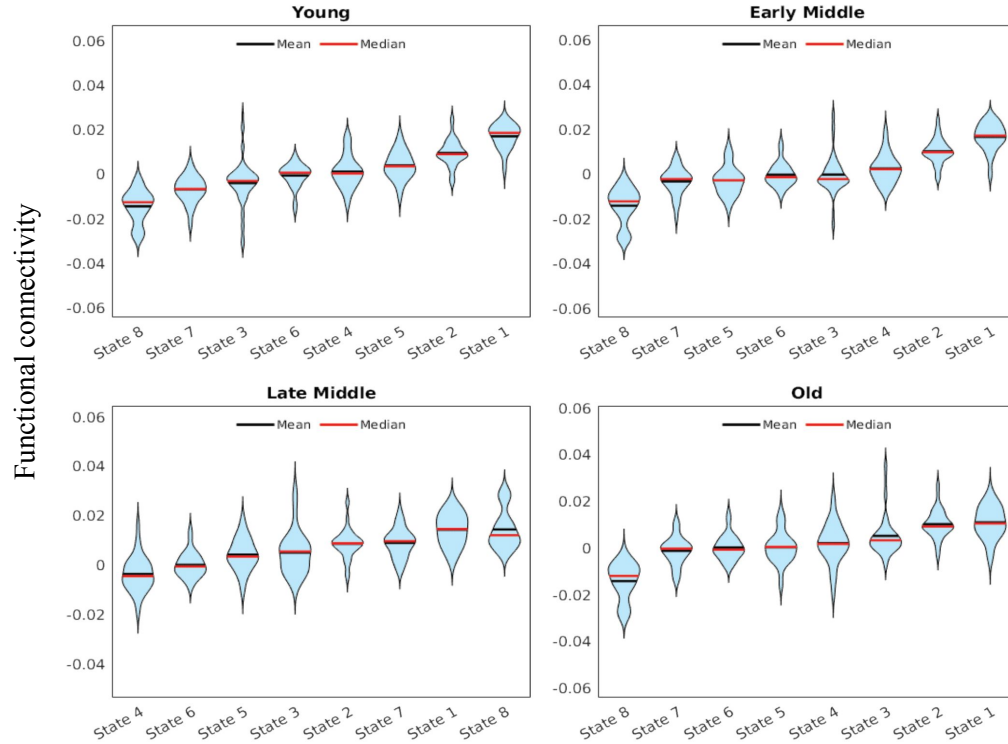 Functional connectivity
Young
Mean Median
0.06
0.04
0.02
0
-0.02
-0.04
-0.06
State 8 State 7 State 3 State 6 State 4 State 5 State 2 State 1
Early Middle
Mean Median
0.06
0.04
0.02
0
-0.02
-0.04
-0.06
State 8 State 7 State 5 State 6 State 3 State 4 State 2 State 1
Late Middle
Mean Median
0.06
0.04
0.02
0
-0.02
-0.04
State 4 State 6 State 5 State 3 State 2 State 7 State 1 State 8
Old
Mean Median
0.06
0.04
0.02
0
-0.02
-0.04
-0.06
State 8 State 7 State 6 State 5 State 4 State 3 State 2 State 1